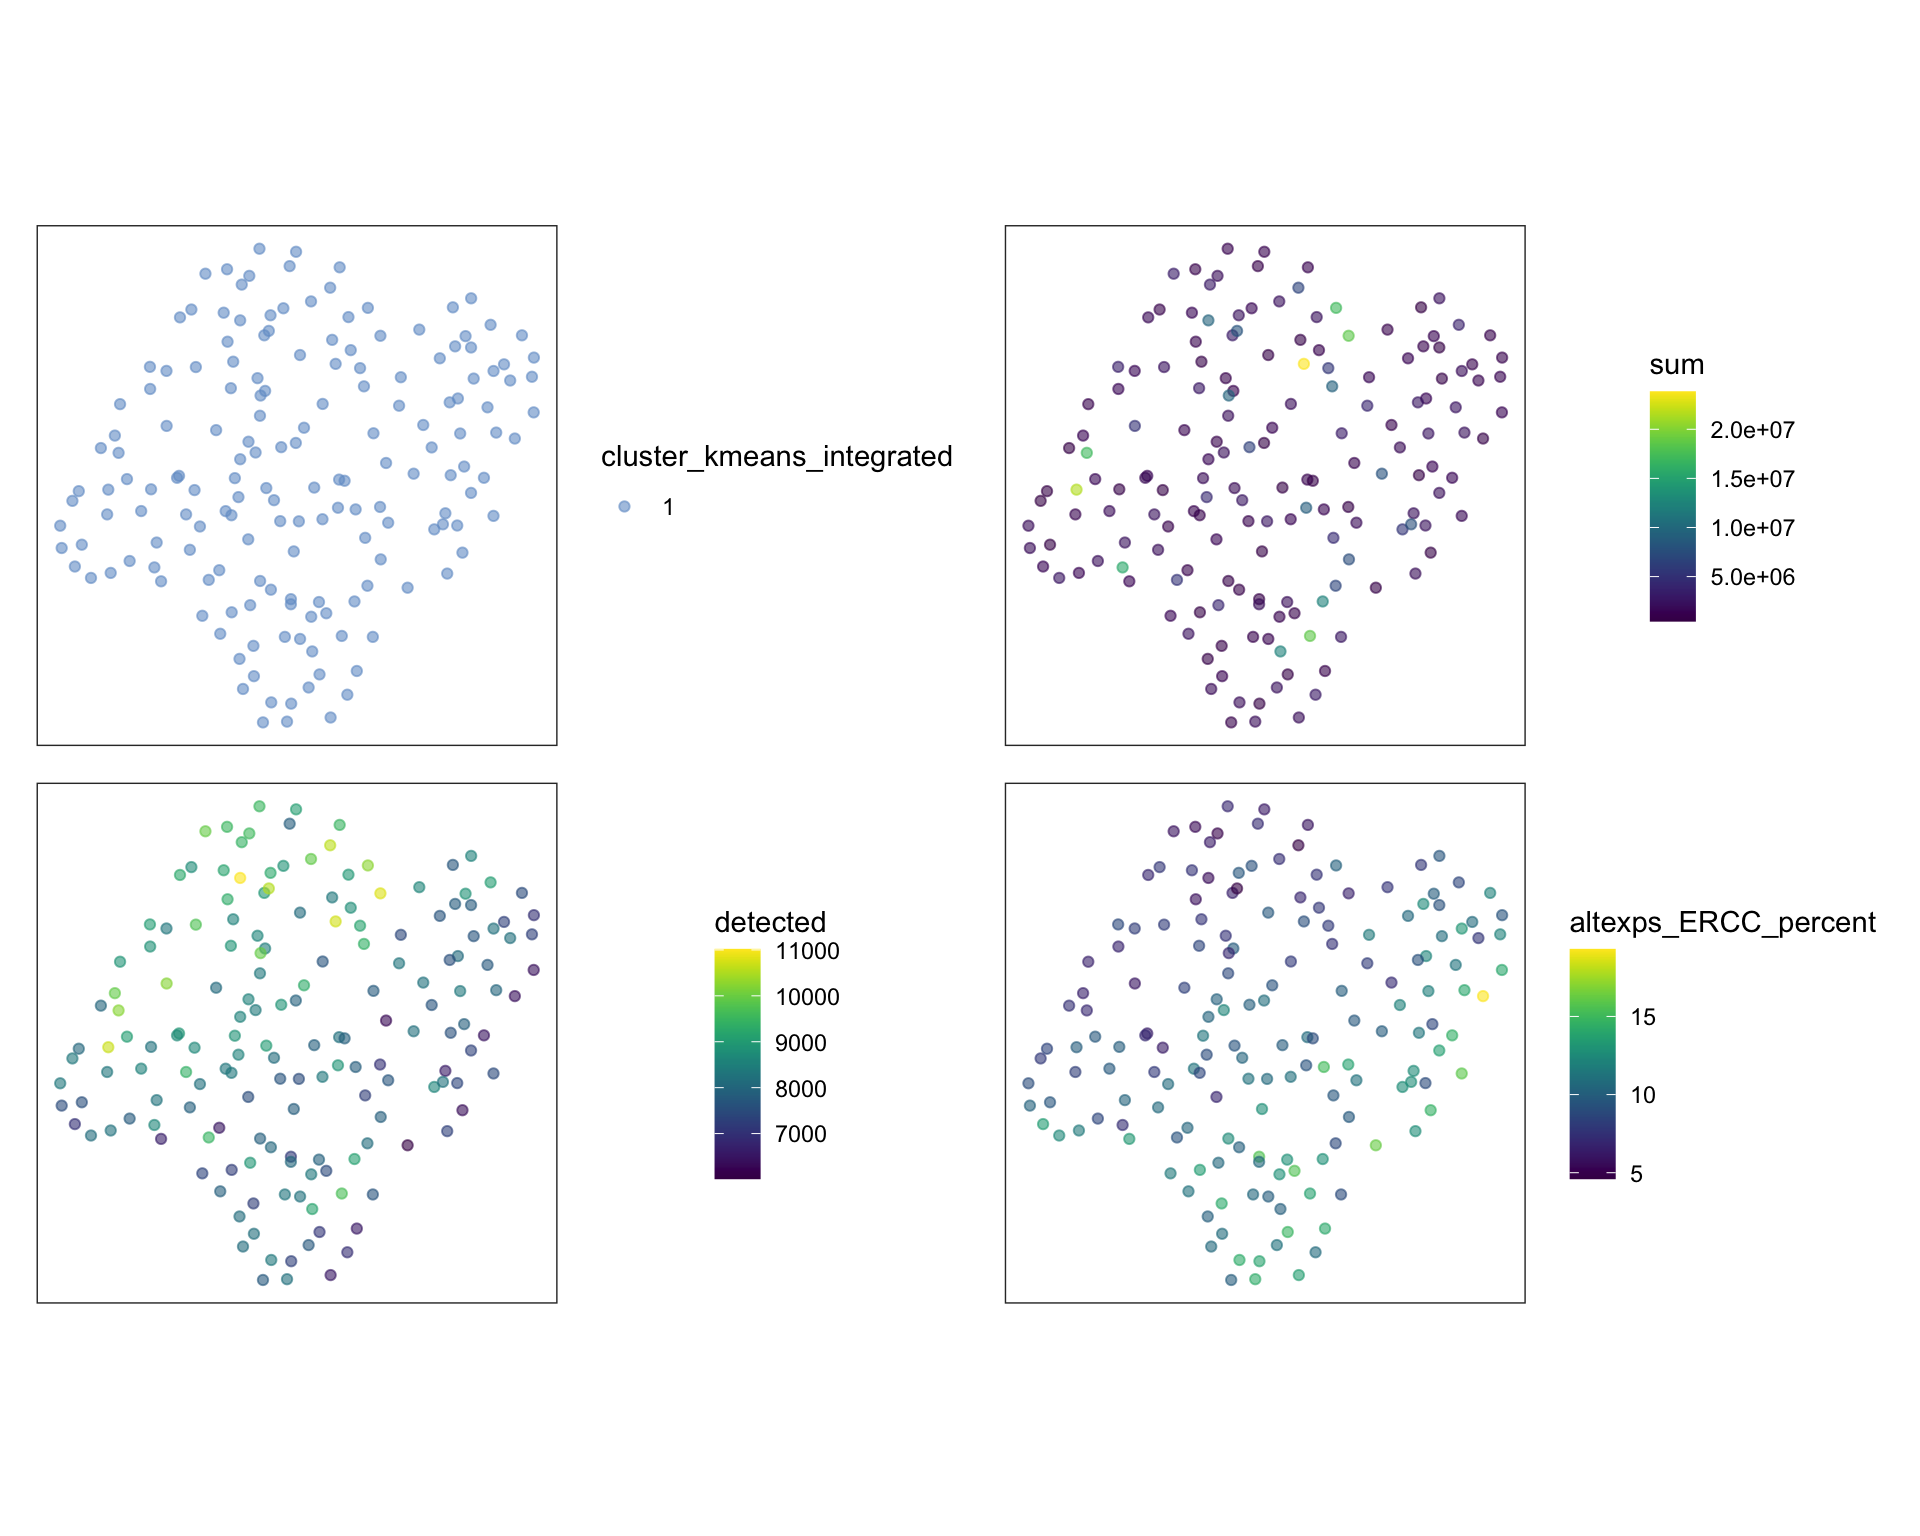 cluster_kmeans_integrated
1
sum
2.0e+07
1.5e+07
1.0e+07
5.0e+06
detected
11000
10000
9000
8000
7000
altexps_ERCC_percent
15
10
5